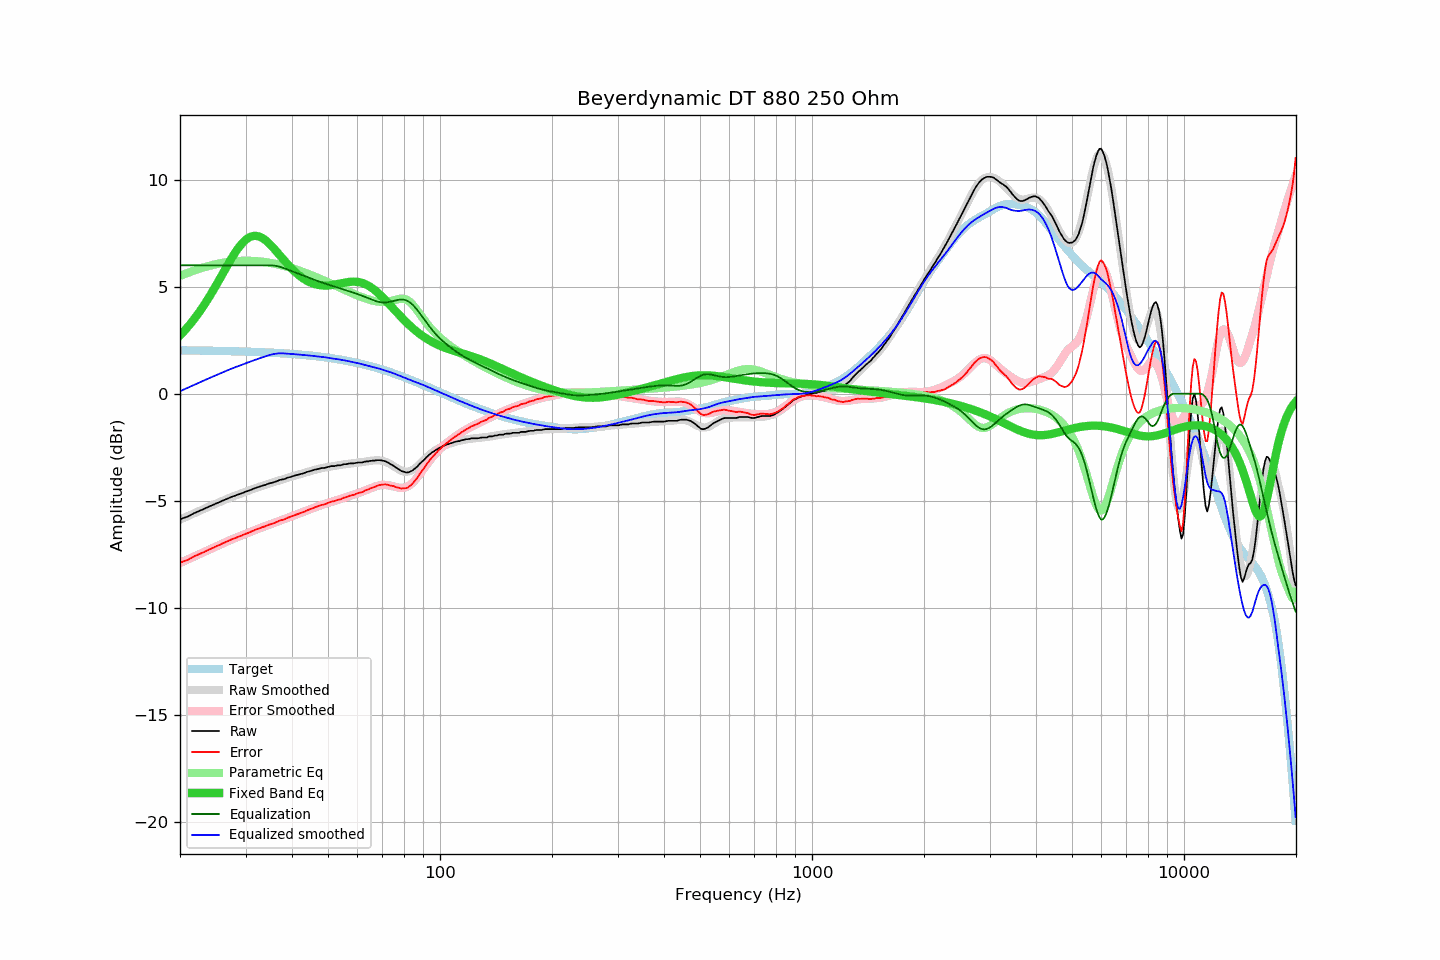 Beyerdynamic DT 880 250 Ohm
10
5
0
−5
−10
−15
−20
Amplitude (dBr)
Target
Raw Smoothed
Error Smoothed
Raw
Error
Parametric Eq
Fixed Band Eq
Equalization
Equalized smoothed
100
1000
10000
Frequency (Hz)